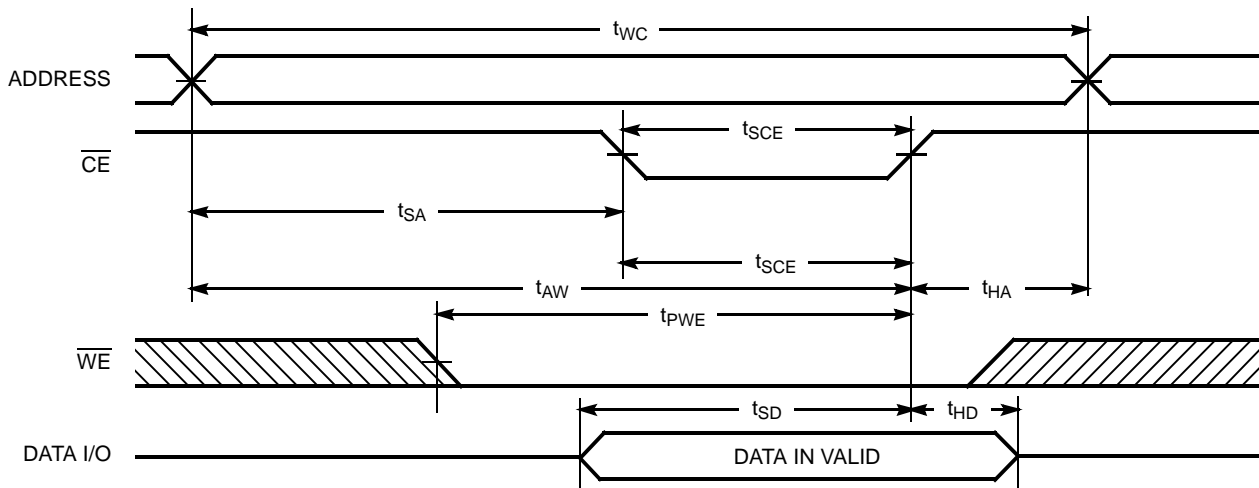 tWC
ADDRESS
tSCE
CE
tSA
tSCE
tAW
tHA
tPWE
WE
tSD
tHD
DATA I/O
DATA IN VALID